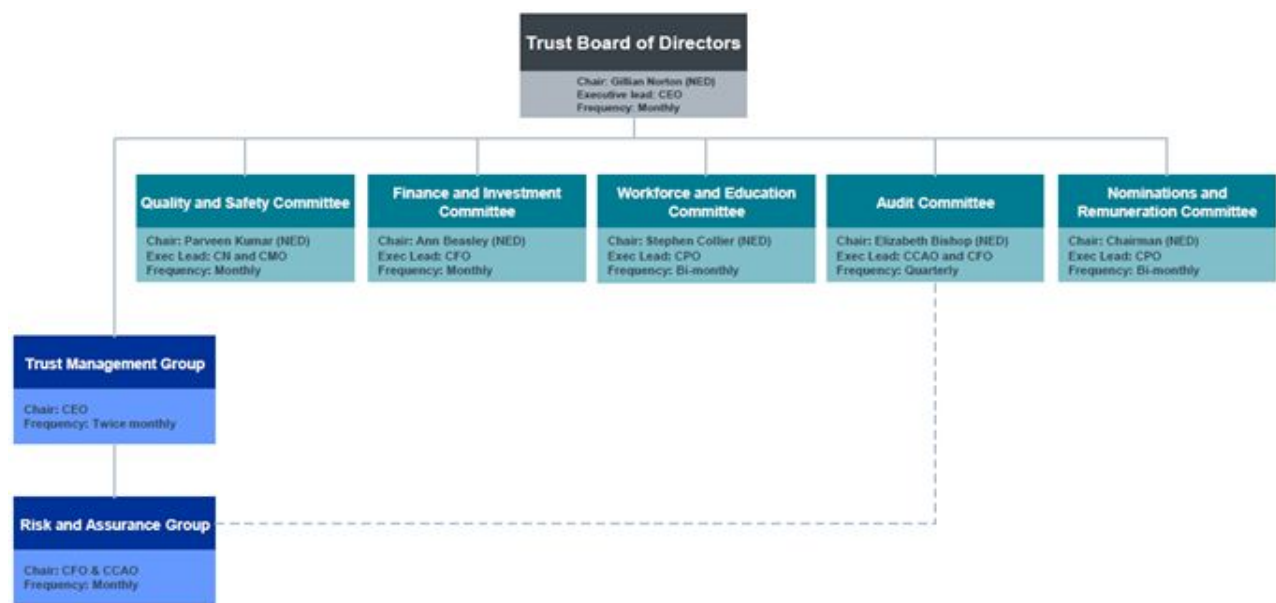 Trust Board of Directors
Chair: Gillian Norton (NED)
Executive lead: CEO
Frequency: Monthly
Quality and Safety Committee
Chair: Parveen Kumar (NED)
Exec Lead: CN and CMO
Frequency: Monthly
Finance and Investment
Committee
Chair: Ann Beasley (NED)
Exec Lead: CFO
Frequency: Monthly
Workforce and Education
Committee
Chair: Stephen Collier (NED)
Exec Lead: CPO
Frequency: Bi-monthly
Audit Committee
Chair: Elizabeth Bishop (NED)
Exec Lead: CCAO and CFO
Frequency: Quarterly
Nominations and
Remuneration Committee
Chair: Chairman (NED)
Exec Lead: CPO
Frequency: Bi-monthly
Trust Management Group
Chair: CEO
Frequency: Twice monthly
Risk and Assurance Group
Chair: CFO & CCAO
Frequency: Monthly